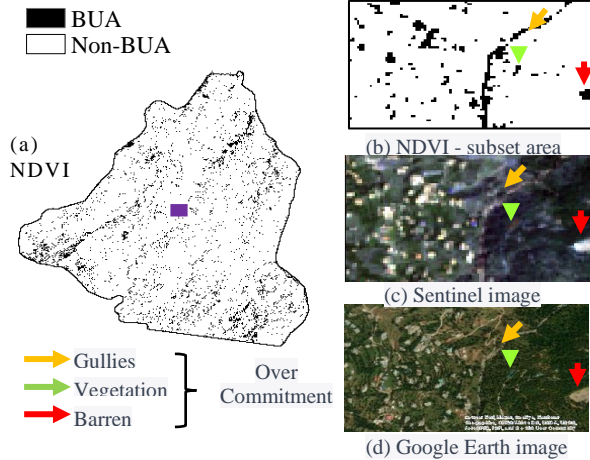 BUA
Non-BUA
(a)
NDVI
(b) NDVI - subset area
(c) Sentinel image
Gullies
Vegetation
Barren
Over
Commitment
(d) Google Earth image